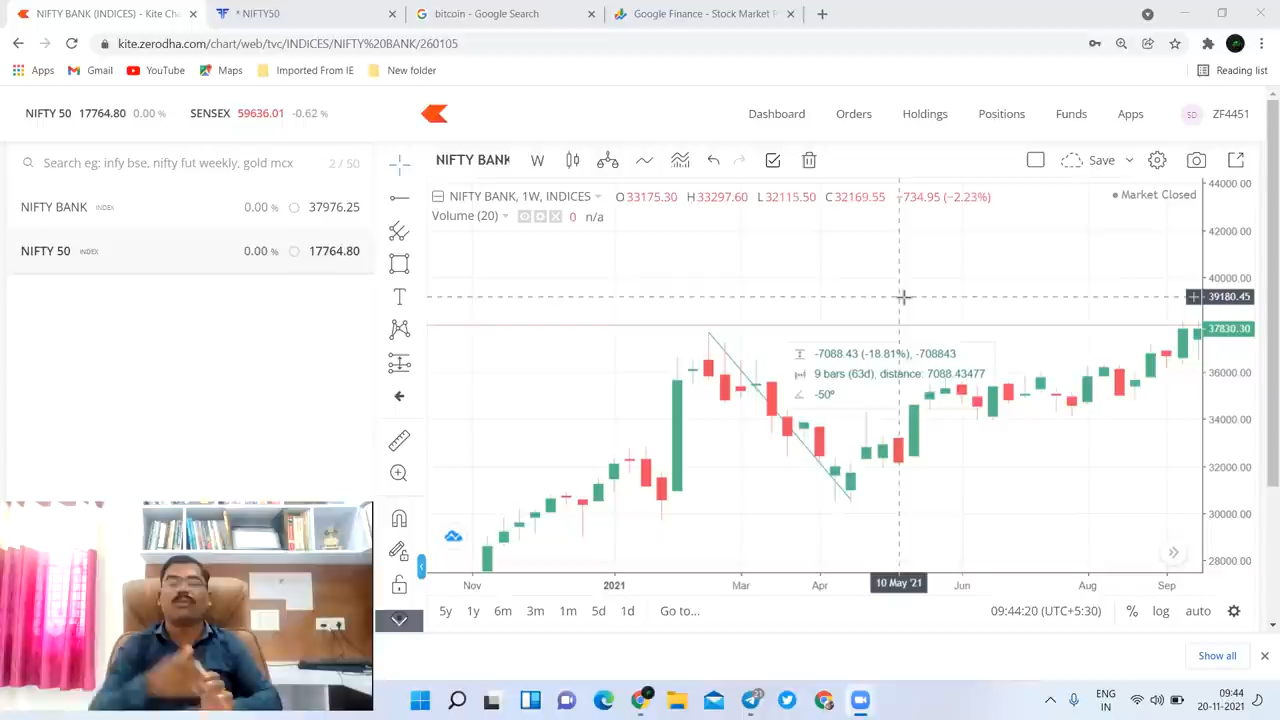 NIFTY BANK (INDICES) - Kite Cha
* NIFTY50
bitcoin - Google Search
Google Finance - Stock Market P
kite.zerodha.com/chart/web/tvc/INDICES/NIFTY%20BANK/260105
Apps Gmail YouTube Maps Imported From IE New folder Reading list
NIFTY 50 17764.80 0.00 % SENSEX 59636.01 -0.62 %
Dashboard Orders Holdings Positions Funds Apps SD ZF4451
Search eg: infy bse, nifty fut weekly, gold mcx 2 / 50
NIFTY BANK INDEX 0.00 % 37976.25
NIFTY 50 INDEX 0.00 % 17764.80
NIFTY BANK W Save
NIFTY BANK, 1W, INDICES O33175.30 H33297.60 L32115.50 C32169.55 -734.95 (-2.23%)
Market Closed
Volume (20) 0 n/a
44000.00
42000.00
40000.00
39180.45
37830.30
36000.00
34000.00
32000.00
30000.00
28000.00
-7088.43 (-18.81%), -708843
9 bars (63d), distance: 7088.43477
-50º
Nov 2021 Mar Apr 10 May '21 Jun Aug Sep
5y 1y 6m 3m 1m 5d 1d Go to... 09:44:20 (UTC+5:30) % log auto
Show all
ENG
IN
09:44
20-11-2021